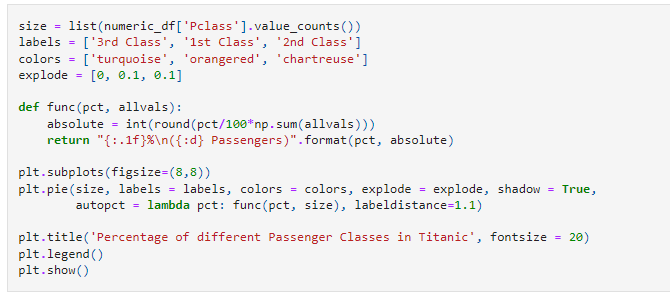 size = list(numeric_df['Pclass'].value_counts())
labels = ['3rd Class', '1st Class', '2nd Class']
colors = ['turquoise', 'orangered', 'chartreuse']
explode = [0, 0.1, 0.1]

def func(pct, allvals):
    absolute = int(round(pct/100*np.sum(allvals)))
    return "{:.1f}%\n({:d} Passengers)".format(pct, absolute)

plt.subplots(figsize=(8,8))
plt.pie(size, labels = labels, colors = colors, explode = explode, shadow = True,
        autopct = lambda pct: func(pct, size), labeldistance=1.1)

plt.title('Percentage of different Passenger Classes in Titanic', fontsize = 20)
plt.legend()
plt.show()